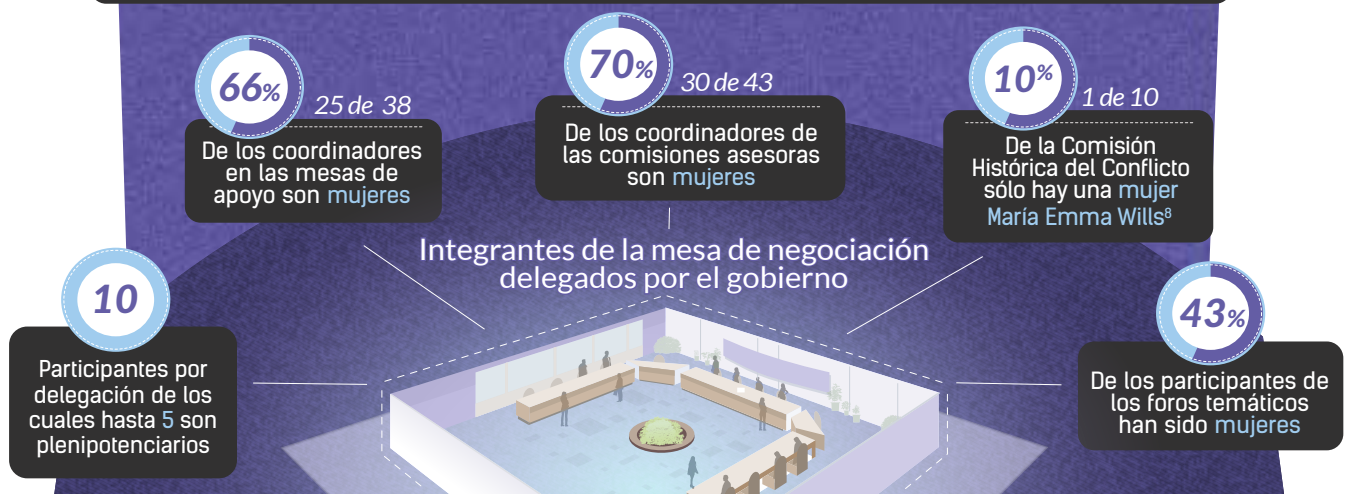 66%
25 de 38
De los coordinadores
en las mesas de
apoyo son mujeres
70%
30 de 43
De los coordinadores de
las comisiones asesoras
son mujeres
10%
1 de 10
De la Comisión
Histórica del Conflicto
sólo hay una mujer
María Emma Wills⁸
Integrantes de la mesa de negociación
delegados por el gobierno
10
Participantes por
delegación de los
cuales hasta 5 son
plenipotenciarios
43%
De los participantes de
los foros temáticos
han sido mujeres